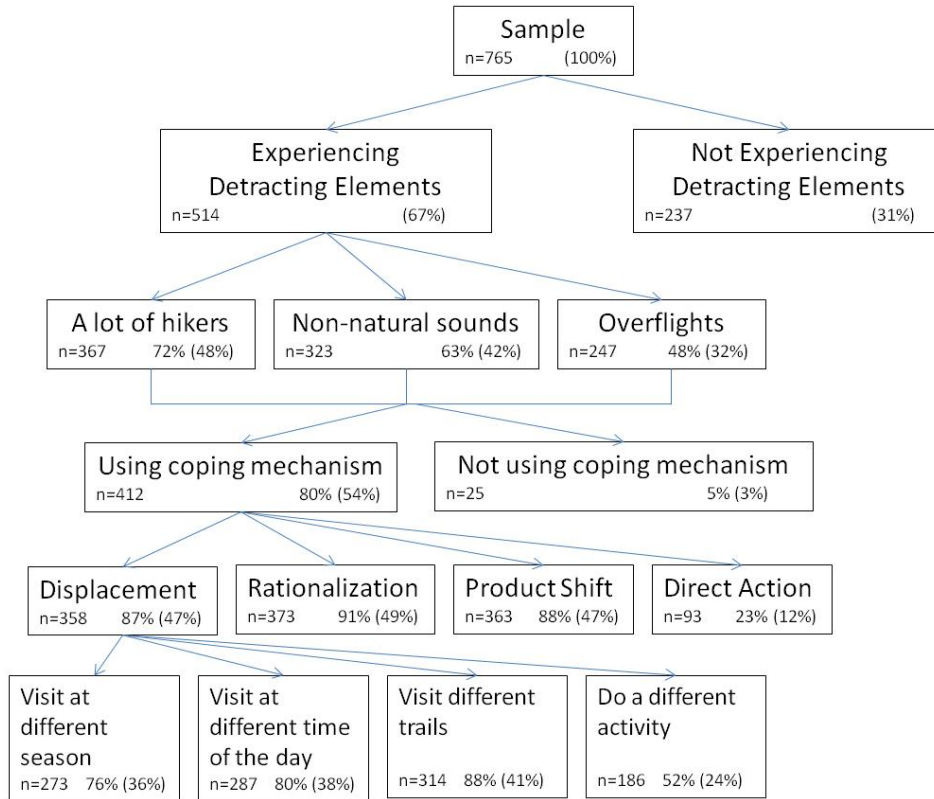 Sample
n=765 (100%)
Experiencing
Detracting Elements
n=514 (67%)
Not Experiencing
Detracting Elements
n=237 (31%)
A lot of hikers
n=367 72% (48%)
Non-natural sounds
n=323 63% (42%)
Overflights
n=247 48% (32%)
Using coping mechanism
n=412 80% (54%)
Not using coping mechanism
n=25 5% (3%)
Displacement
n=358 87% (47%)
Rationalization
n=373 91% (49%)
Product Shift
n=363 88% (47%)
Direct Action
n=93 23% (12%)
Visit at
different
season
n=273 76% (36%)
Visit at
different time
of the day
n=287 80% (38%)
Visit different
trails
n=314 88% (41%)
Do a different
activity
n=186 52% (24%)